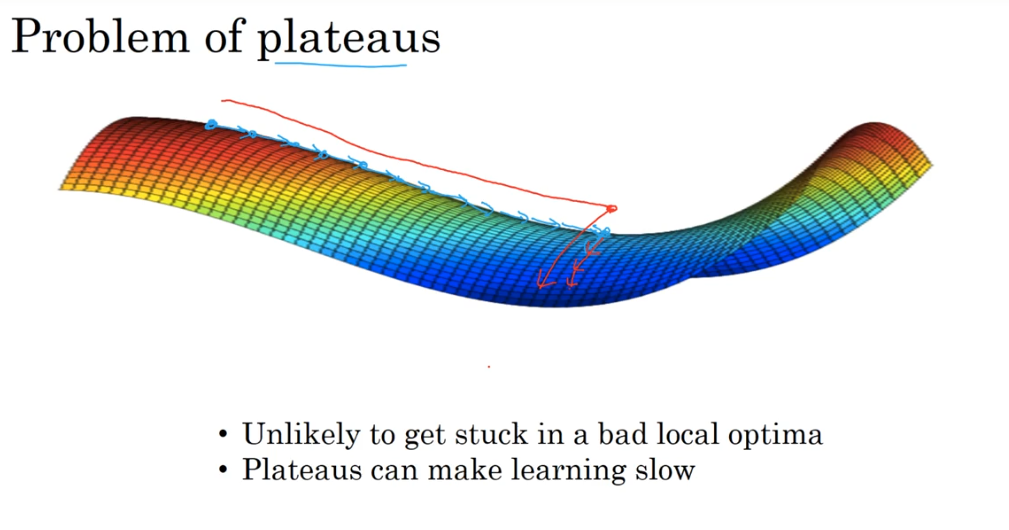 Problem of plateaus
• Unlikely to get stuck in a bad local optima
• Plateaus can make learning slow